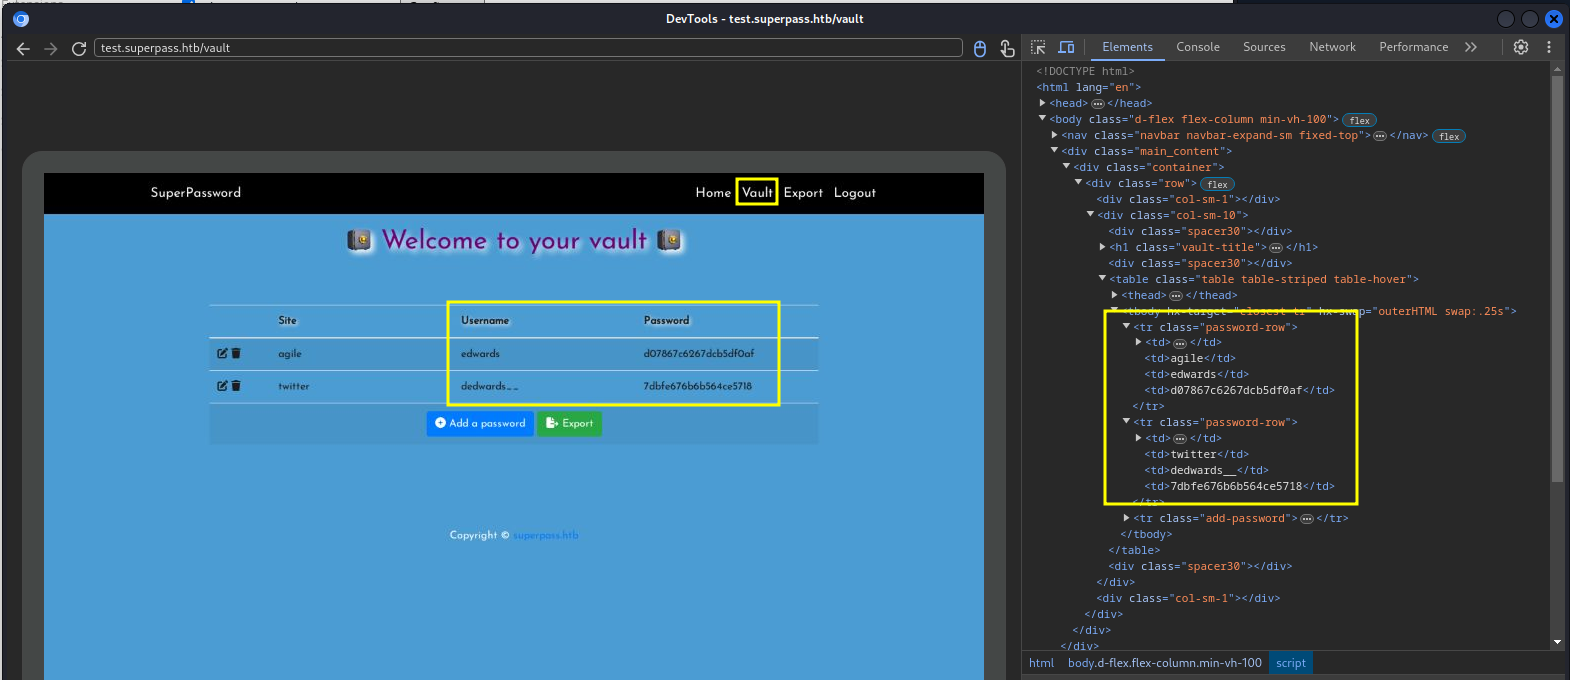 DevTools - test.superpass.htb/vault
test.superpass.htb/vault
Elements Console Sources Network Performance
SuperPassword
Home Vault Export Logout
Welcome to your vault
Site Username Password
agile edwards d07867c6267dcb5df0af
twitter dedwards__ 7dbfe676b6b564ce5718
Add a password Export
Copyright © superpass.htb
<!DOCTYPE html>
<html lang="en">
<head> ⋯ </head>
<body class="d-flex flex-column min-vh-100"> flex
<nav class="navbar navbar-expand-sm fixed-top"> ⋯ </nav> flex
<div class="main_content">
<div class="container">
<div class="row"> flex
<div class="col-sm-1"></div>
<div class="col-sm-10">
<div class="spacer30"></div>
<h1 class="vault-title"> ⋯ </h1>
<div class="spacer30"></div>
<table class="table table-striped table-hover">
<thead> ⋯ </thead>
<tbody hx-target="closest tr" hx-swap="outerHTML swap:.25s">
<tr class="password-row">
<td> ⋯ </td>
<td>agile</td>
<td>edwards</td>
<td>d07867c6267dcb5df0af</td>
</tr>
<tr class="password-row">
<td> ⋯ </td>
<td>twitter</td>
<td>dedwards__</td>
<td>7dbfe676b6b564ce5718</td>
</tr>
<tr class="add-password"> ⋯ </tr>
</tbody>
</table>
<div class="spacer30"></div>
</div>
<div class="col-sm-1"></div>
</div>
</div>
</div>
html body.d-flex.flex-column.min-vh-100 script